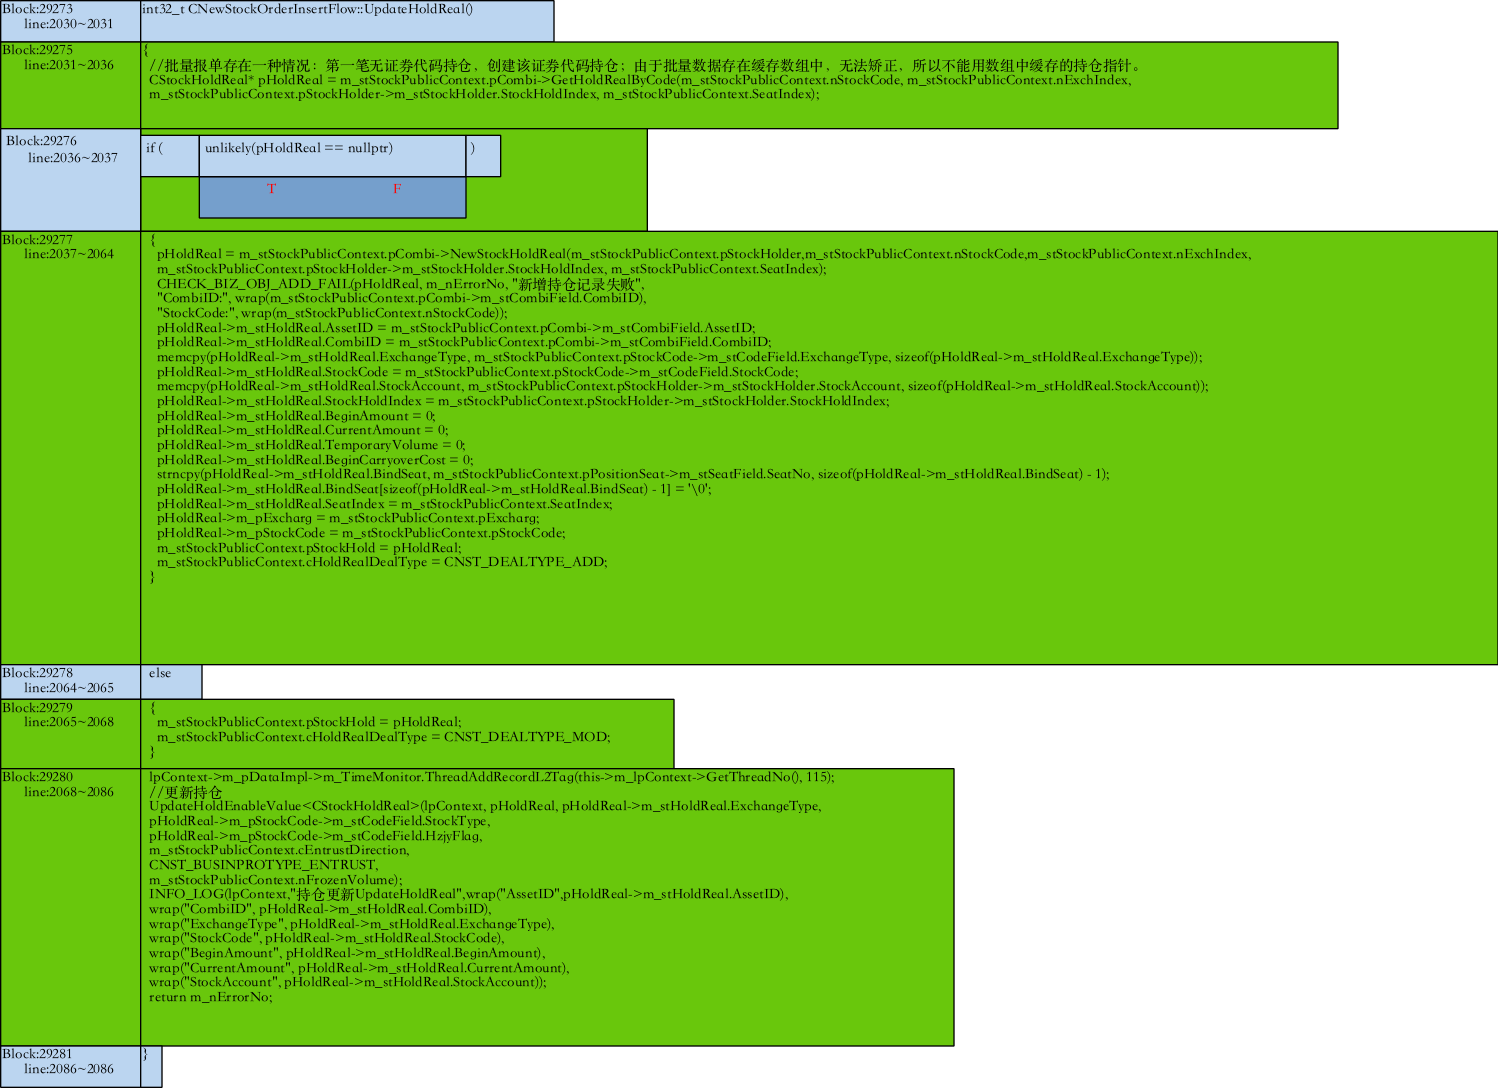 Block:29273
line:2030~2031
int32_t CNewStockOrderInsertFlow::UpdateHoldReal()
Block:29275
line:2031~2036
{
//批量报单存在一种情况：第一笔无证券代码持仓，创建该证券代码持仓；由于批量数据存在缓存数组中，无法矫正，所以不能用数组中缓存的持仓指针。
CStockHoldReal* pHoldReal = m_stStockPublicContext.pCombi->GetHoldRealByCode(m_stStockPublicContext.nStockCode, m_stStockPublicContext.nExchIndex,
m_stStockPublicContext.pStockHolder->m_stStockHolder.StockHoldIndex, m_stStockPublicContext.SeatIndex);
Block:29276
line:2036~2037
if ( unlikely(pHoldReal == nullptr) )
T F
Block:29277
line:2037~2064
{
pHoldReal = m_stStockPublicContext.pCombi->NewStockHoldReal(m_stStockPublicContext.pStockHolder,m_stStockPublicContext.nStockCode,m_stStockPublicContext.nExchIndex,
m_stStockPublicContext.pStockHolder->m_stStockHolder.StockHoldIndex, m_stStockPublicContext.SeatIndex);
CHECK_BIZ_OBJ_ADD_FAIL(pHoldReal, m_nErrorNo, "新增持仓记录失败",
"CombiID:", wrap(m_stStockPublicContext.pCombi->m_stCombiField.CombiID),
"StockCode:", wrap(m_stStockPublicContext.nStockCode));
pHoldReal->m_stHoldReal.AssetID = m_stStockPublicContext.pCombi->m_stCombiField.AssetID;
pHoldReal->m_stHoldReal.CombiID = m_stStockPublicContext.pCombi->m_stCombiField.CombiID;
memcpy(pHoldReal->m_stHoldReal.ExchangeType, m_stStockPublicContext.pStockCode->m_stCodeField.ExchangeType, sizeof(pHoldReal->m_stHoldReal.ExchangeType));
pHoldReal->m_stHoldReal.StockCode = m_stStockPublicContext.pStockCode->m_stCodeField.StockCode;
memcpy(pHoldReal->m_stHoldReal.StockAccount, m_stStockPublicContext.pStockHolder->m_stStockHolder.StockAccount, sizeof(pHoldReal->m_stHoldReal.StockAccount));
pHoldReal->m_stHoldReal.StockHoldIndex = m_stStockPublicContext.pStockHolder->m_stStockHolder.StockHoldIndex;
pHoldReal->m_stHoldReal.BeginAmount = 0;
pHoldReal->m_stHoldReal.CurrentAmount = 0;
pHoldReal->m_stHoldReal.TemporaryVolume = 0;
pHoldReal->m_stHoldReal.BeginCarryoverCost = 0;
strncpy(pHoldReal->m_stHoldReal.BindSeat, m_stStockPublicContext.pPositionSeat->m_stSeatField.SeatNo, sizeof(pHoldReal->m_stHoldReal.BindSeat) - 1);
pHoldReal->m_stHoldReal.BindSeat[sizeof(pHoldReal->m_stHoldReal.BindSeat) - 1] = '\0';
pHoldReal->m_stHoldReal.SeatIndex = m_stStockPublicContext.SeatIndex;
pHoldReal->m_pExcharg = m_stStockPublicContext.pExcharg;
pHoldReal->m_pStockCode = m_stStockPublicContext.pStockCode;
m_stStockPublicContext.pStockHold = pHoldReal;
m_stStockPublicContext.cHoldRealDealType = CNST_DEALTYPE_ADD;
}
Block:29278
line:2064~2065
else
Block:29279
line:2065~2068
{
m_stStockPublicContext.pStockHold = pHoldReal;
m_stStockPublicContext.cHoldRealDealType = CNST_DEALTYPE_MOD;
}
Block:29280
line:2068~2086
lpContext->m_pDataImpl->m_TimeMonitor.ThreadAddRecordL2Tag(this->m_lpContext->GetThreadNo(), 115);
//更新持仓
UpdateHoldEnableValue<CStockHoldReal>(lpContext, pHoldReal, pHoldReal->m_stHoldReal.ExchangeType,
pHoldReal->m_pStockCode->m_stCodeField.StockType,
pHoldReal->m_pStockCode->m_stCodeField.HzjyFlag,
m_stStockPublicContext.cEntrustDirection,
CNST_BUSINPROTYPE_ENTRUST,
m_stStockPublicContext.nFrozenVolume);
INFO_LOG(lpContext,"持仓更新UpdateHoldReal",wrap("AssetID",pHoldReal->m_stHoldReal.AssetID),
wrap("CombiID", pHoldReal->m_stHoldReal.CombiID),
wrap("ExchangeType", pHoldReal->m_stHoldReal.ExchangeType),
wrap("StockCode", pHoldReal->m_stHoldReal.StockCode),
wrap("BeginAmount", pHoldReal->m_stHoldReal.BeginAmount),
wrap("CurrentAmount", pHoldReal->m_stHoldReal.CurrentAmount),
wrap("StockAccount", pHoldReal->m_stHoldReal.StockAccount));
return m_nErrorNo;
Block:29281
line:2086~2086
}